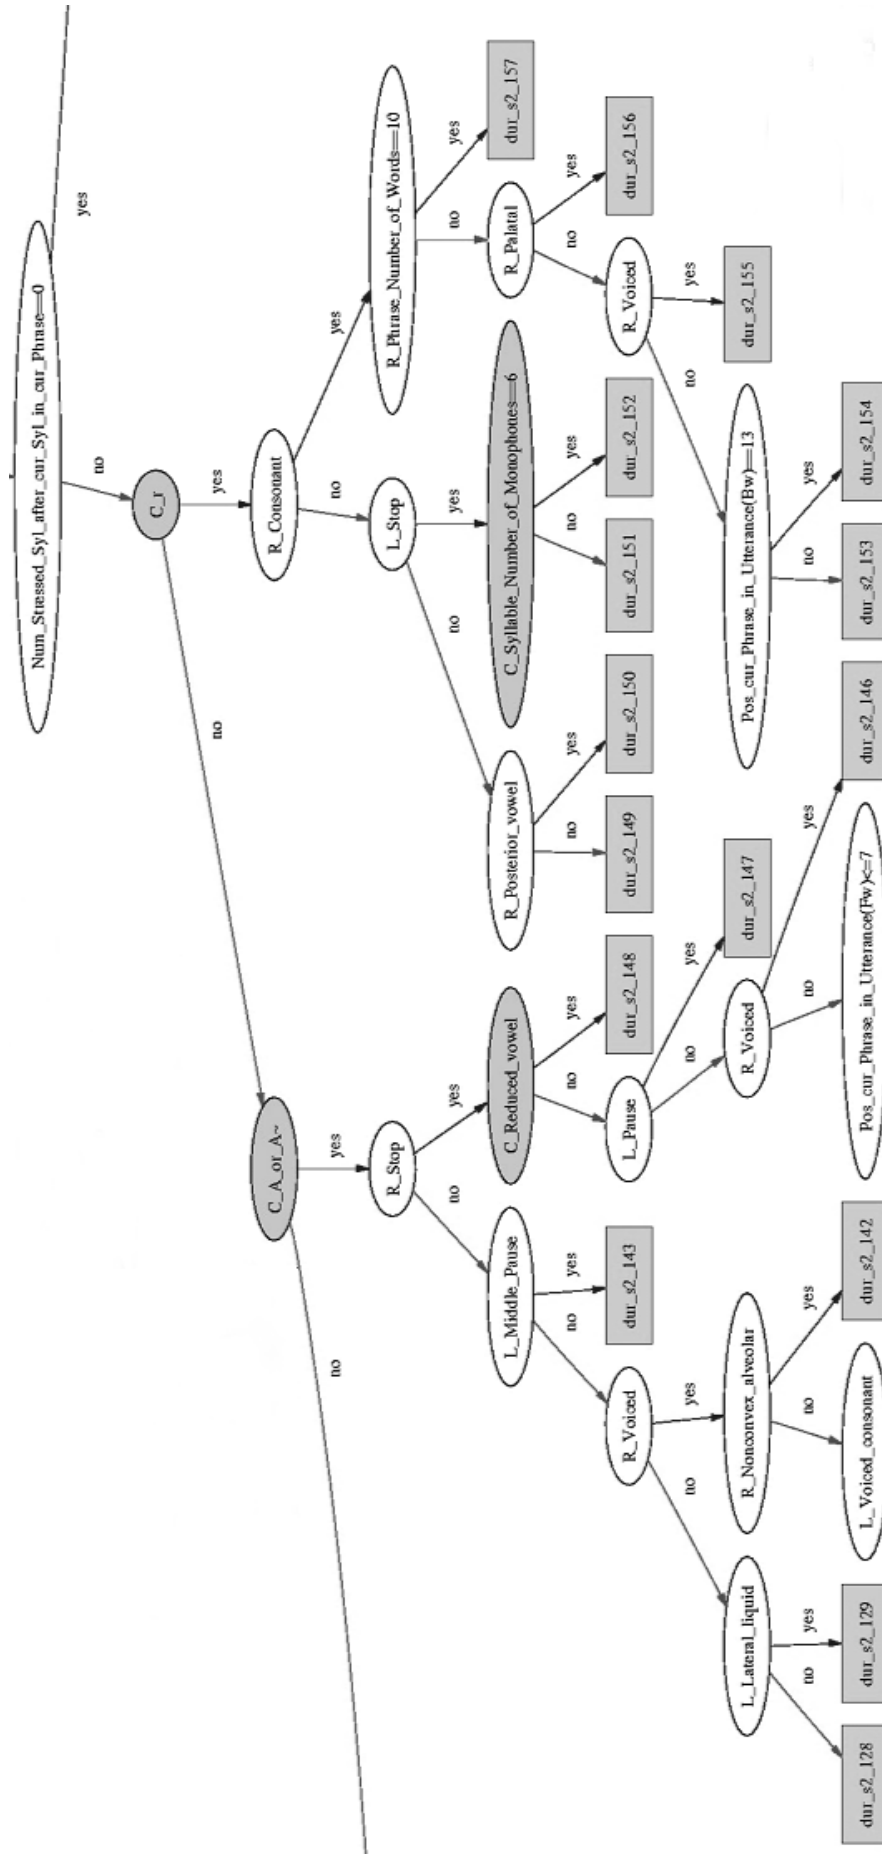 Num_Stressed_Syl_after_cur_Syl_in_cur_Phrase==0
no
yes
C_r
no
yes
C_A_or_A~
R_Consonant
no
yes
no
yes
R_Stop
L_Stop
R_Phrase_Number_of_Words==10
no
yes
no
yes
no
yes
L_Middle_Pause
C_Reduced_vowel
R_Posterior_vowel
C_Syllable_Number_of_Monophones==6
R_Palatal
dur_s2_157
no
yes
no
yes
no
yes
no
yes
no
yes
R_Voiced
dur_s2_143
L_Pause
dur_s2_148
dur_s2_149
dur_s2_150
dur_s2_151
dur_s2_152
R_Voiced
dur_s2_156
no
yes
no
yes
no
yes
L_Lateral_liquid
R_Nonconvex_alveolar
R_Voiced
dur_s2_147
Pos_cur_Phrase_in_Utterance(Bw)==13
dur_s2_155
no
yes
no
yes
no
yes
no
yes
dur_s2_128
dur_s2_129
L_Voiced_consonant
dur_s2_142
Pos_cur_Phrase_in_Utterance(Fw)<=7
dur_s2_146
dur_s2_153
dur_s2_154